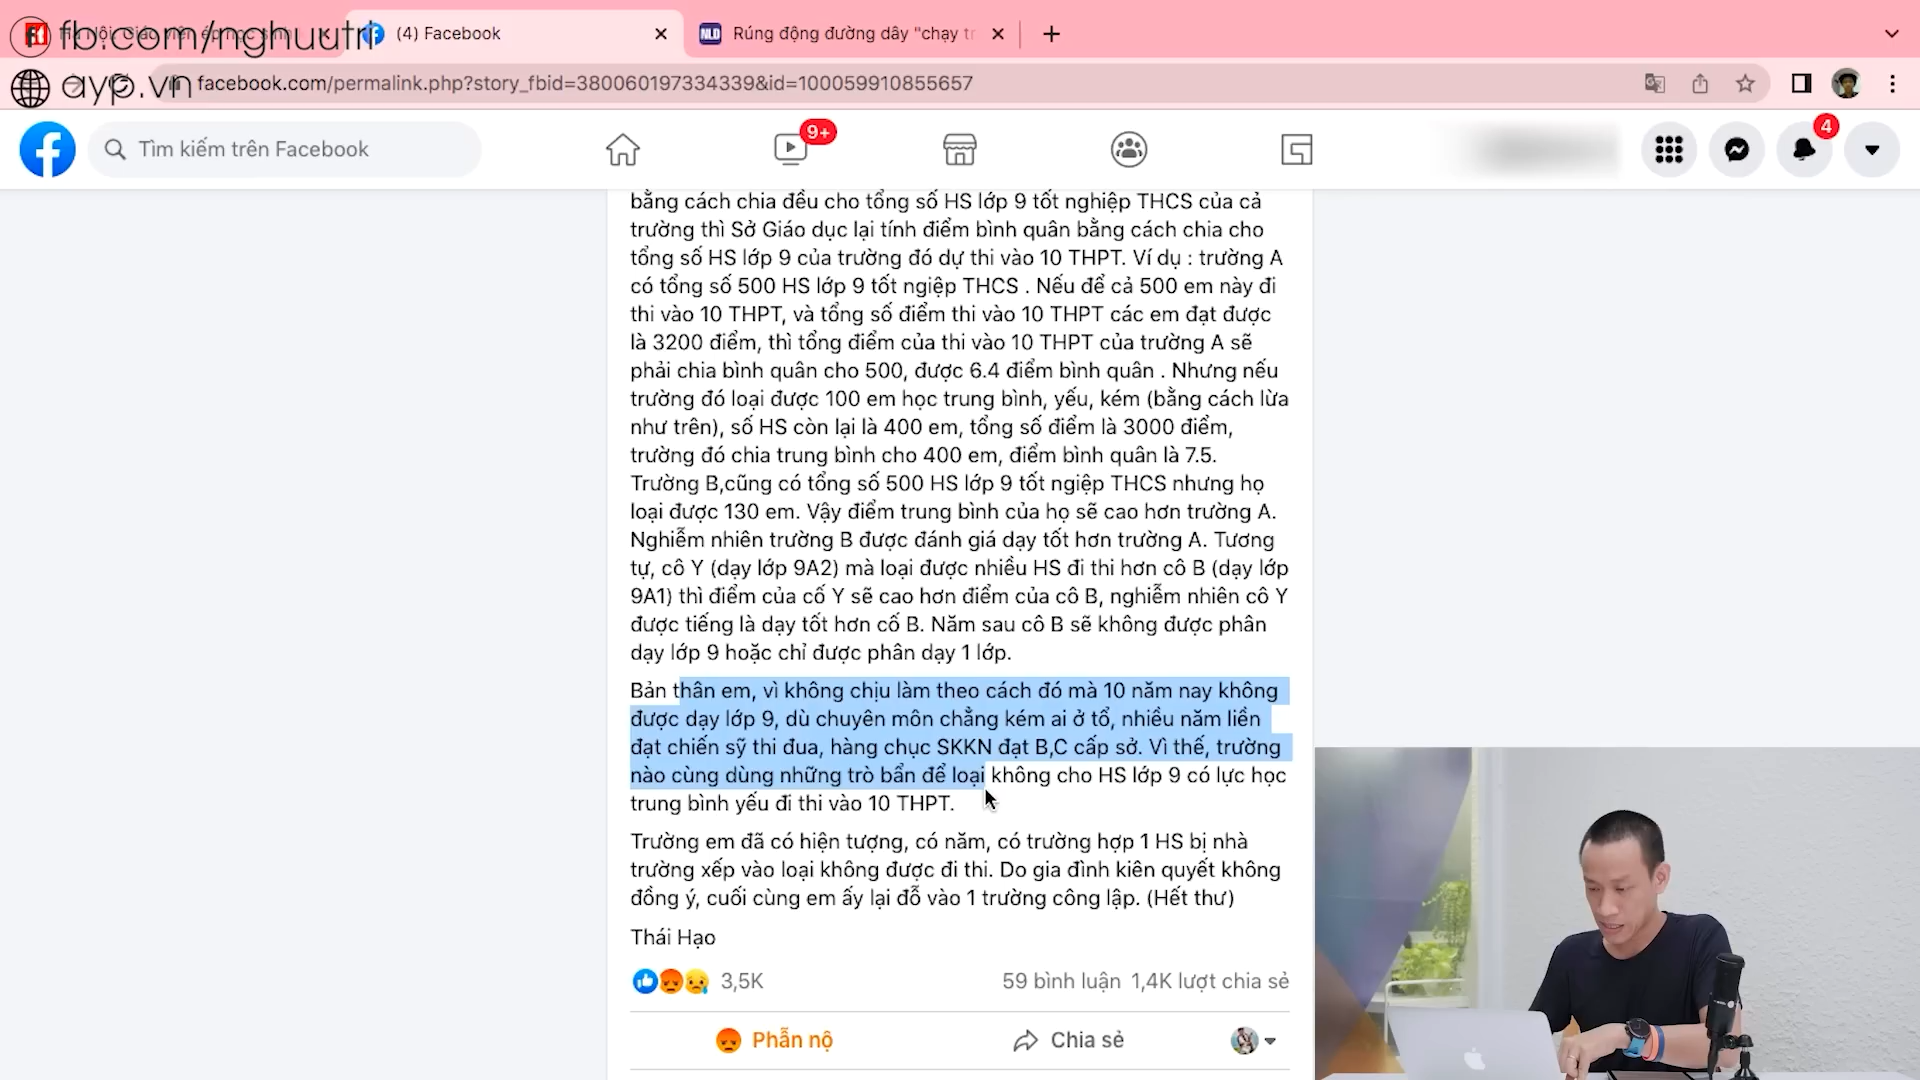 fb.com/nghuutri
(4) Facebook
NLD
Rúng động đường dây "chạy tr
ayp.vn
facebook.com/permalink.php?story_fbid=380060197334339&id=100059910855657
Tìm kiếm trên Facebook
9+
4
bằng cách chia đều cho tổng số HS lớp 9 tốt nghiệp THCS của cả
trường thì Sở Giáo dục lại tính điểm bình quân bằng cách chia cho
tổng số HS lớp 9 của trường đó dự thi vào 10 THPT. Ví dụ : trường A
có tổng số 500 HS lớp 9 tốt ngiệp THCS . Nếu để cả 500 em này đi
thi vào 10 THPT, và tổng số điểm thi vào 10 THPT các em đạt được
là 3200 điểm, thì tổng điểm của thi vào 10 THPT của trường A sẽ
phải chia bình quân cho 500, được 6.4 điểm bình quân . Nhưng nếu
trường đó loại được 100 em học trung bình, yếu, kém (bằng cách lừa
như trên), số HS còn lại là 400 em, tổng số điểm là 3000 điểm,
trường đó chia trung bình cho 400 em, điểm bình quân là 7.5.
Trường B,cũng có tổng số 500 HS lớp 9 tốt ngiệp THCS nhưng họ
loại được 130 em. Vậy điểm trung bình của họ sẽ cao hơn trường A.
Nghiễm nhiên trường B được đánh giá dạy tốt hơn trường A. Tương
tự, cô Y (dạy lớp 9A2) mà loại được nhiều HS đi thi hơn cô B (dạy lớp
9A1) thì điểm của cố Y sẽ cao hơn điểm của cô B, nghiễm nhiên cô Y
được tiếng là dạy tốt hơn cố B. Năm sau cô B sẽ không được phân
dạy lớp 9 hoặc chỉ được phân dạy 1 lớp.
Bản thân em, vì không chịu làm theo cách đó mà 10 năm nay không
được dạy lớp 9, dù chuyên môn chẳng kém ai ở tổ, nhiều năm liền
đạt chiến sỹ thi đua, hàng chục SKKN đạt B,C cấp sở. Vì thế, trường
nào cùng dùng những trò bẩn để loại không cho HS lớp 9 có lực học
trung bình yếu đi thi vào 10 THPT.
Trường em đã có hiện tượng, có năm, có trường hợp 1 HS bị nhà
trường xếp vào loại không được đi thi. Do gia đình kiên quyết không
đồng ý, cuối cùng em ấy lại đỗ vào 1 trường công lập. (Hết thư)
Thái Hạo
3,5K
59 bình luận 1,4K lượt chia sẻ
Phẫn nộ
Chia sẻ